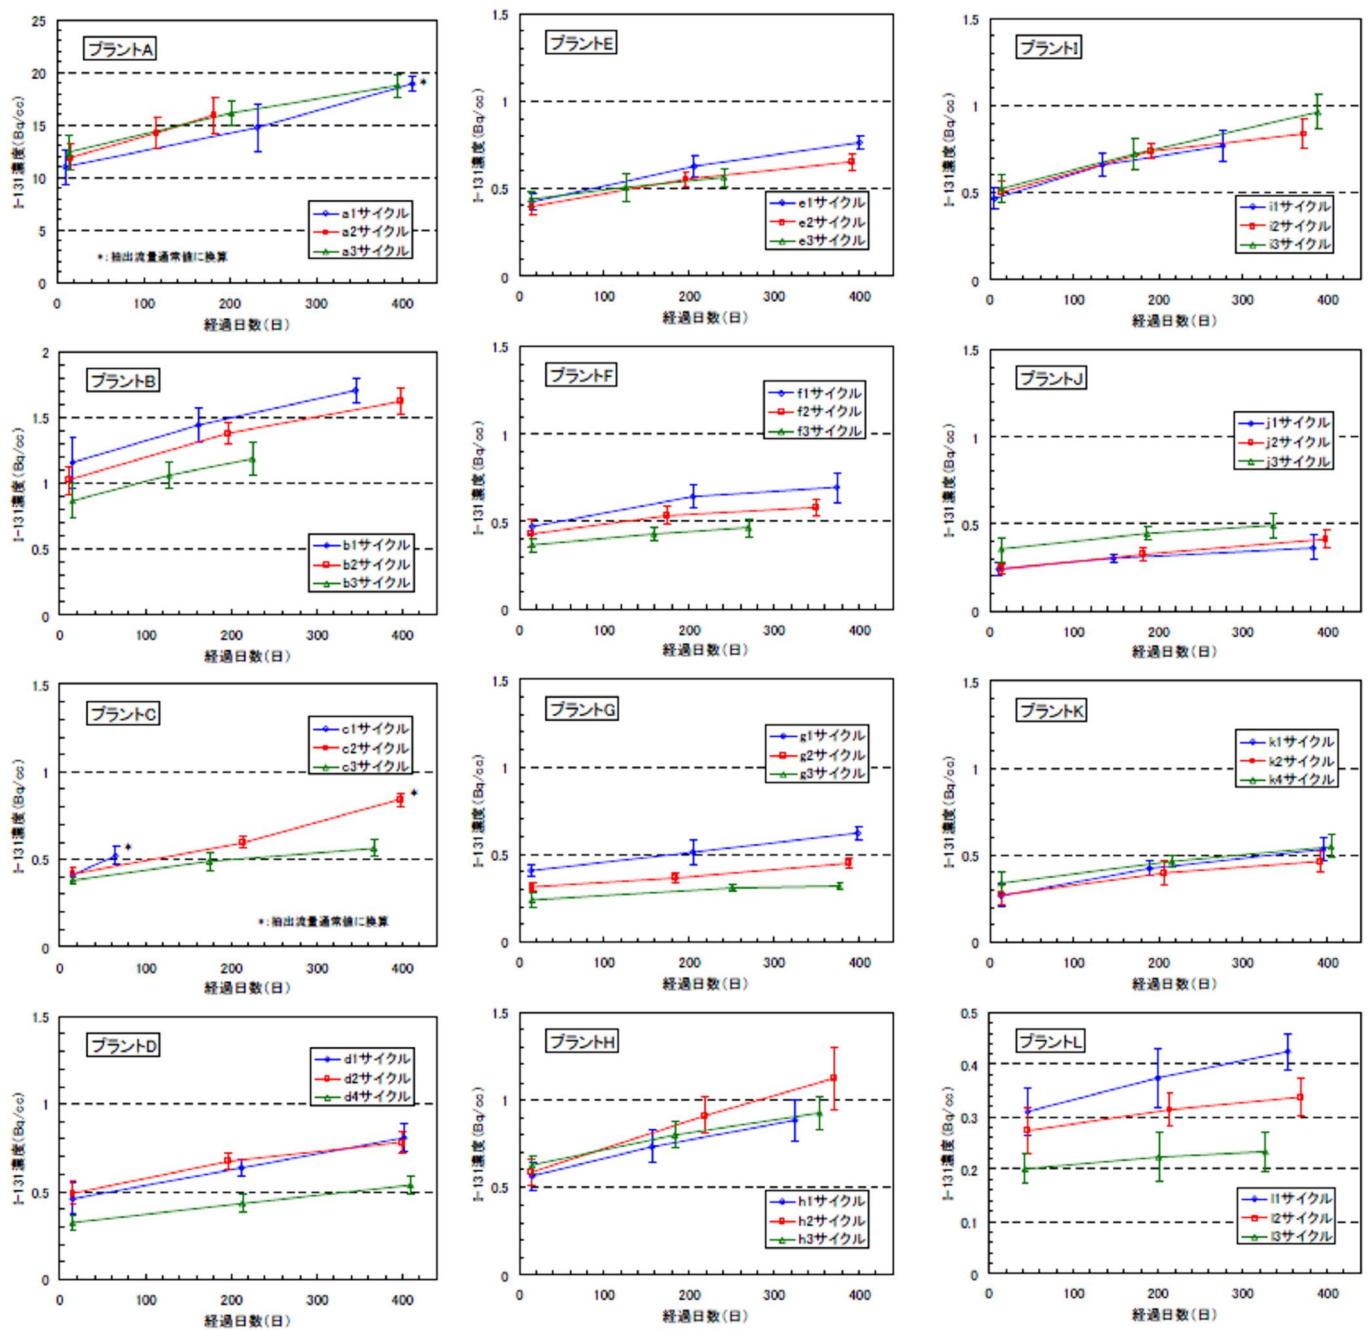 プラントA
I-131濃度(Bq/cc)
25
20
15
10
5
0
*
a1サイクル
a2サイクル
a3サイクル
*:抽出流量通常値に換算
0 100 200 300 400
経過日数(日)
プラントE
I-131濃度(Bq/cc)
1.5
1
0.5
0
e1サイクル
e2サイクル
e3サイクル
0 100 200 300 400
経過日数(日)
プラントI
I-131濃度(Bq/cc)
1.5
1
0.5
0
i1サイクル
i2サイクル
i3サイクル
0 100 200 300 400
経過日数(日)
プラントB
I-131濃度(Bq/cc)
2
1.5
1
0.5
0
b1サイクル
b2サイクル
b3サイクル
0 100 200 300 400
経過日数(日)
プラントF
I-131濃度(Bq/cc)
1.5
1
0.5
0
f1サイクル
f2サイクル
f3サイクル
0 100 200 300 400
経過日数(日)
プラントJ
I-131濃度(Bq/cc)
1.5
1
0.5
0
j1サイクル
j2サイクル
j3サイクル
0 100 200 300 400
経過日数(日)
プラントC
I-131濃度(Bq/cc)
1.5
1
0.5
0
c1サイクル
c2サイクル
c3サイクル
*
*
*:抽出流量通常値に換算
0 100 200 300 400
経過日数(日)
プラントG
I-131濃度(Bq/cc)
1.5
1
0.5
0
g1サイクル
g2サイクル
g3サイクル
0 100 200 300 400
経過日数(日)
プラントK
I-131濃度(Bq/cc)
1.5
1
0.5
0
k1サイクル
k2サイクル
k4サイクル
0 100 200 300 400
経過日数(日)
プラントD
I-131濃度(Bq/cc)
1.5
1
0.5
0
d1サイクル
d2サイクル
d4サイクル
0 100 200 300 400
経過日数(日)
プラントH
I-131濃度(Bq/cc)
1.5
1
0.5
0
h1サイクル
h2サイクル
h3サイクル
0 100 200 300 400
経過日数(日)
プラントL
I-131濃度(Bq/cc)
0.5
0.4
0.3
0.2
0.1
0
l1サイクル
l2サイクル
l3サイクル
0 100 200 300 400
経過日数(日)